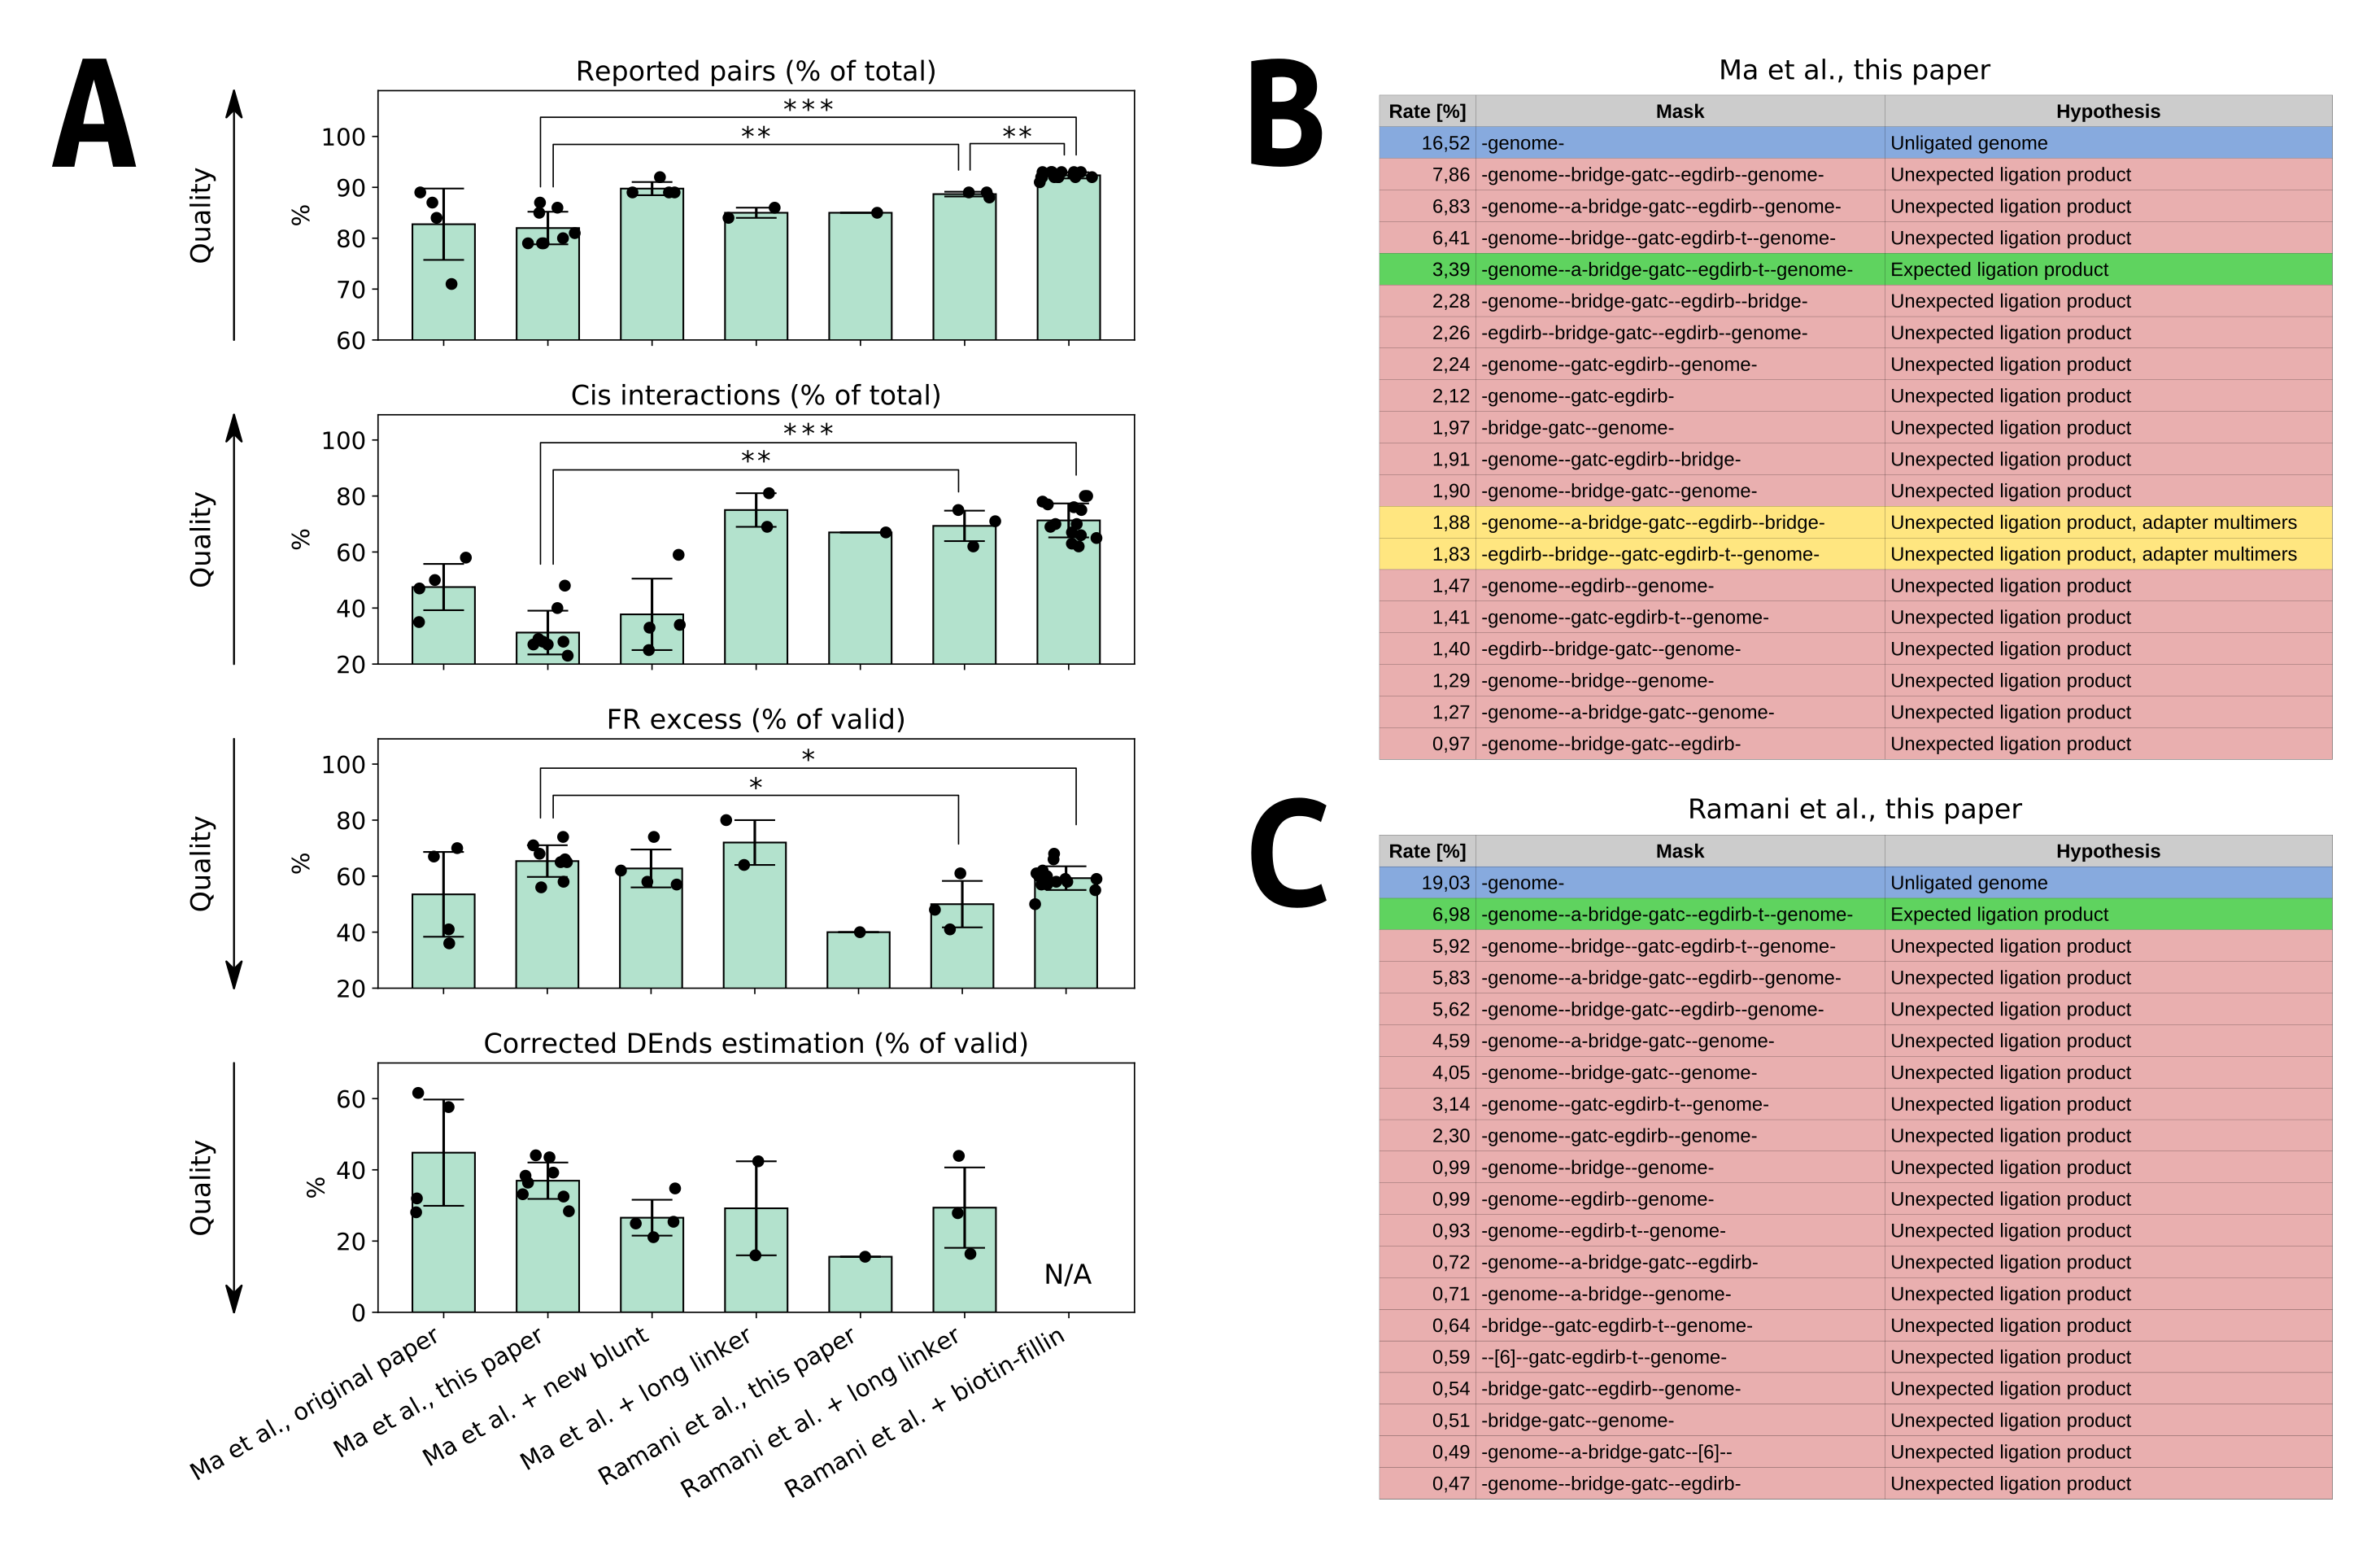 A
Reported pairs (% of total)
Quality
%
100
90
80
70
60
***
**
**
Cis interactions (% of total)
Quality
%
100
80
60
40
20
***
**
FR excess (% of valid)
Quality
%
100
80
60
40
20
*
*
Corrected DEnds estimation (% of valid)
Quality
%
60
40
20
0
N/A
Ma et al., original paper
Ma et al., this paper
Ma et al. + new blunt
Ma et al. + long linker
Ramani et al., this paper
Ramani et al. + long linker
Ramani et al. + biotin-fillin
B
Ma et al., this paper
Rate [%] Mask Hypothesis
16,52 -genome- Unligated genome
7,86 -genome--bridge-gatc--egdirb--genome- Unexpected ligation product
6,83 -genome--a-bridge-gatc--egdirb--genome- Unexpected ligation product
6,41 -genome--bridge--gatc-egdirb-t--genome- Unexpected ligation product
3,39 -genome--a-bridge-gatc--egdirb-t--genome- Expected ligation product
2,28 -genome--bridge-gatc--egdirb--bridge- Unexpected ligation product
2,26 -egdirb--bridge-gatc--egdirb--genome- Unexpected ligation product
2,24 -genome--gatc-egdirb--genome- Unexpected ligation product
2,12 -genome--gatc-egdirb- Unexpected ligation product
1,97 -bridge-gatc--genome- Unexpected ligation product
1,91 -genome--gatc-egdirb--bridge- Unexpected ligation product
1,90 -genome--bridge-gatc--genome- Unexpected ligation product
1,88 -genome--a-bridge-gatc--egdirb--bridge- Unexpected ligation product, adapter multimers
1,83 -egdirb--bridge--gatc-egdirb-t--genome- Unexpected ligation product, adapter multimers
1,47 -genome--egdirb--genome- Unexpected ligation product
1,41 -genome--gatc-egdirb-t--genome- Unexpected ligation product
1,40 -egdirb--bridge-gatc--genome- Unexpected ligation product
1,29 -genome--bridge--genome- Unexpected ligation product
1,27 -genome--a-bridge-gatc--genome- Unexpected ligation product
0,97 -genome--bridge-gatc--egdirb- Unexpected ligation product
C
Ramani et al., this paper
Rate [%] Mask Hypothesis
19,03 -genome- Unligated genome
6,98 -genome--a-bridge-gatc--egdirb-t--genome- Expected ligation product
5,92 -genome--bridge--gatc-egdirb-t--genome- Unexpected ligation product
5,83 -genome--a-bridge-gatc--egdirb--genome- Unexpected ligation product
5,62 -genome--bridge-gatc--egdirb--genome- Unexpected ligation product
4,59 -genome--a-bridge-gatc--genome- Unexpected ligation product
4,05 -genome--bridge-gatc--genome- Unexpected ligation product
3,14 -genome--gatc-egdirb-t--genome- Unexpected ligation product
2,30 -genome--gatc-egdirb--genome- Unexpected ligation product
0,99 -genome--bridge--genome- Unexpected ligation product
0,99 -genome--egdirb--genome- Unexpected ligation product
0,93 -genome--egdirb-t--genome- Unexpected ligation product
0,72 -genome--a-bridge-gatc--egdirb- Unexpected ligation product
0,71 -genome--a-bridge--genome- Unexpected ligation product
0,64 -bridge--gatc-egdirb-t--genome- Unexpected ligation product
0,59 --[6]--gatc-egdirb-t--genome- Unexpected ligation product
0,54 -bridge-gatc--egdirb--genome- Unexpected ligation product
0,51 -bridge-gatc--genome- Unexpected ligation product
0,49 -genome--a-bridge-gatc--[6]-- Unexpected ligation product
0,47 -genome--bridge-gatc--egdirb- Unexpected ligation product